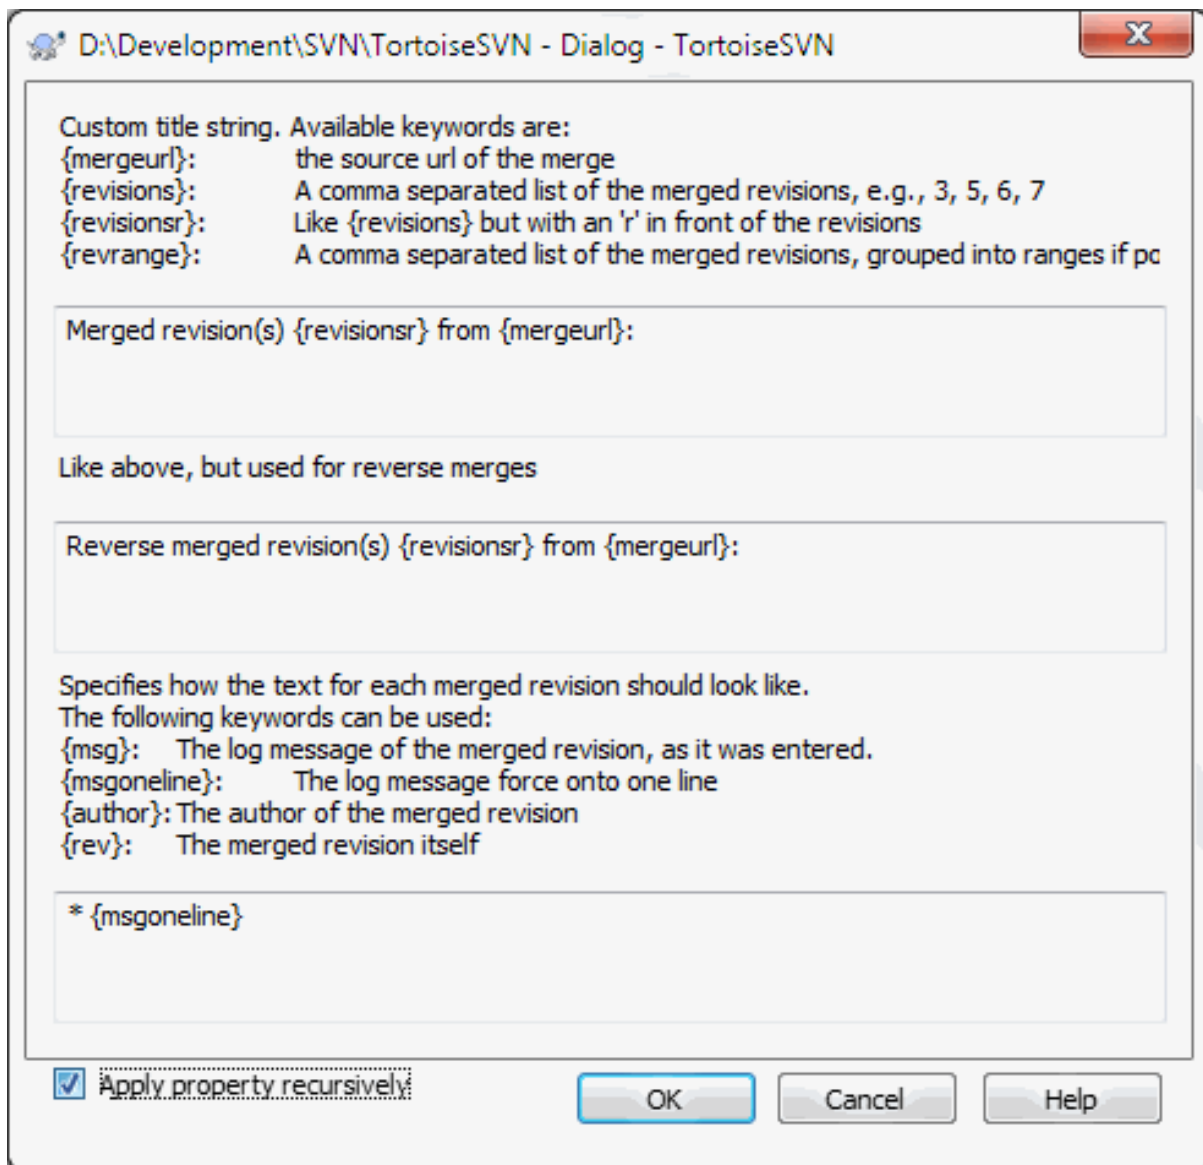 D:\Development\SVN\TortoiseSVN - Dialog - TortoiseSVN
Custom title string. Available keywords are:
{mergeurl}: the source url of the merge
{revisions}: A comma separated list of the merged revisions, e.g., 3, 5, 6, 7
{revisionsr}: Like {revisions} but with an 'r' in front of the revisions
{revrange}: A comma separated list of the merged revisions, grouped into ranges if po
Merged revision(s) {revisionsr} from {mergeurl}:
Like above, but used for reverse merges
Reverse merged revision(s) {revisionsr} from {mergeurl}:
Specifies how the text for each merged revision should look like.
The following keywords can be used:
{msg}: The log message of the merged revision, as it was entered.
{msgoneline}: The log message force onto one line
{author}: The author of the merged revision
{rev}: The merged revision itself
* {msgoneline}
Apply property recursively OK Cancel Help